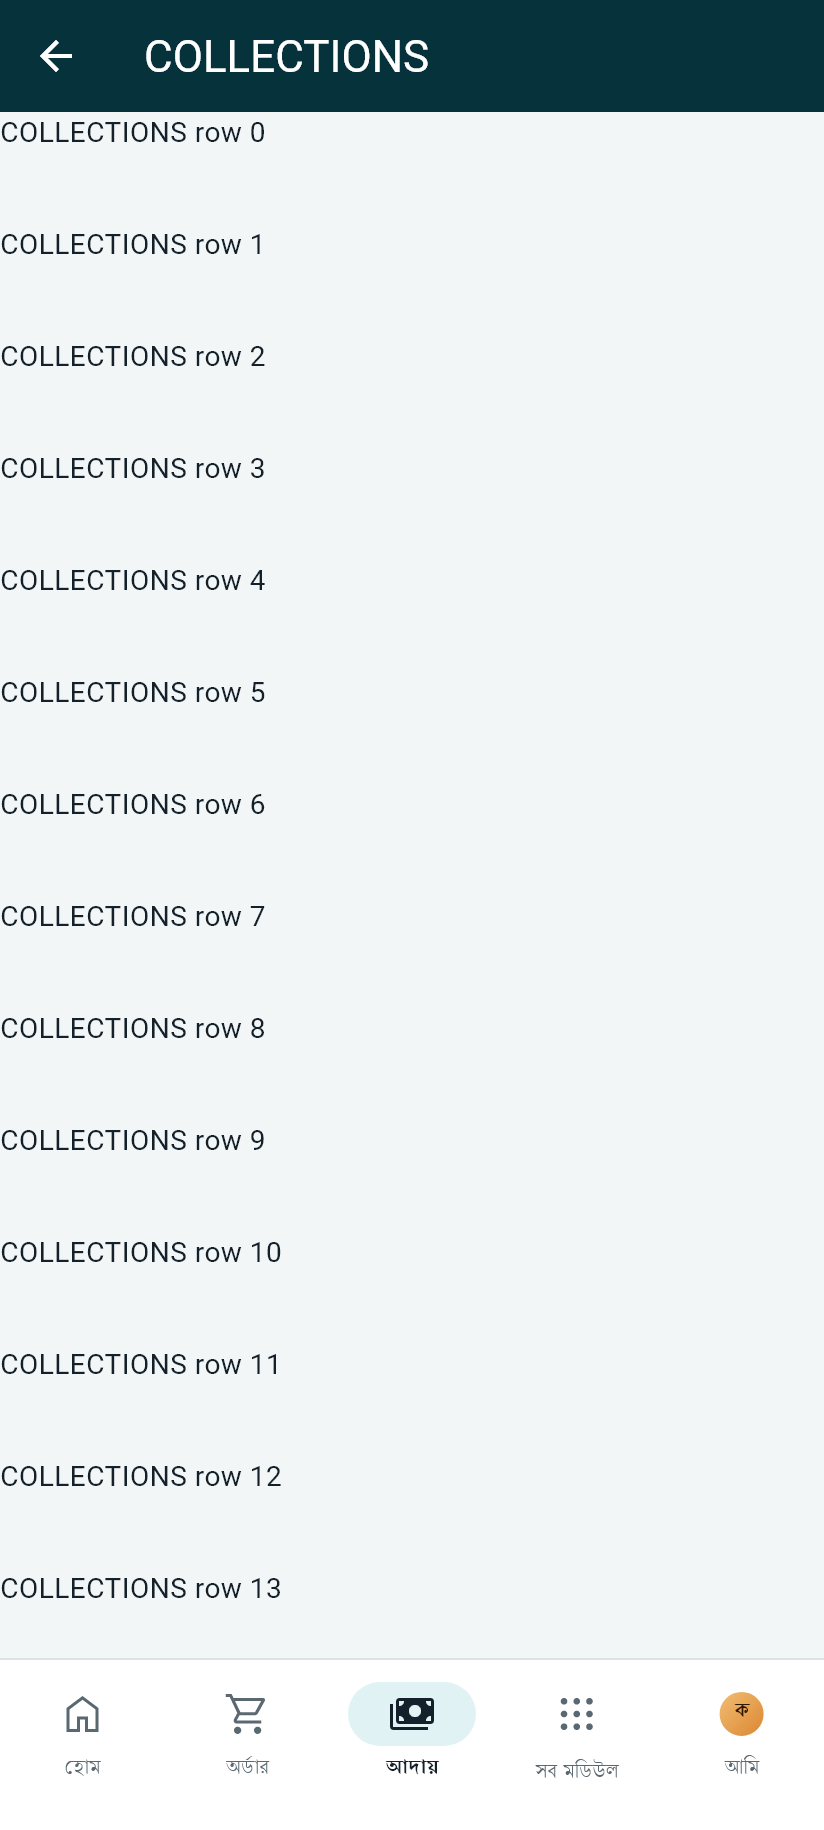 COLLECTIONS
COLLECTIONS row 0
COLLECTIONS row 1
COLLECTIONS row 2
COLLECTIONS row 3
COLLECTIONS row 4
COLLECTIONS row 5
COLLECTIONS row 6
COLLECTIONS row 7
COLLECTIONS row 8
COLLECTIONS row 9
COLLECTIONS row 10
COLLECTIONS row 11
COLLECTIONS row 12
COLLECTIONS row 13
ক
হোম অর্ডার আদায় সব মডিউল আমি